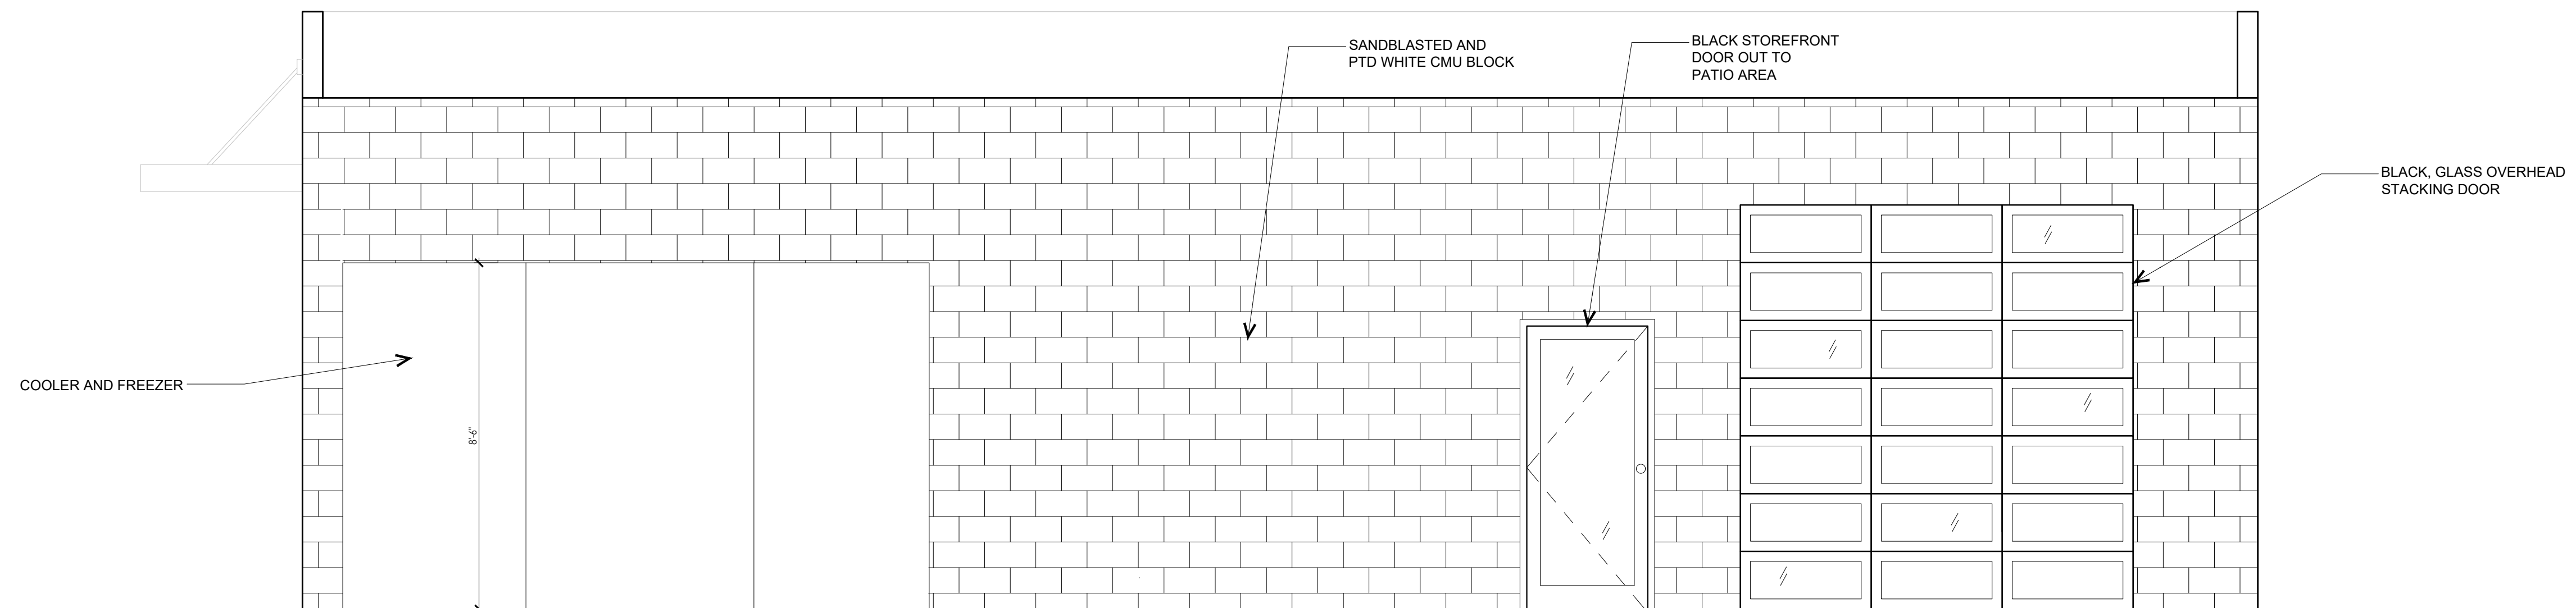 SANDBLASTED AND
PTD WHITE CMU BLOCK
BLACK STOREFRONT
DOOR OUT TO
PATIO AREA
BLACK, GLASS OVERHEAD
STACKING DOOR
COOLER AND FREEZER
8'-6"